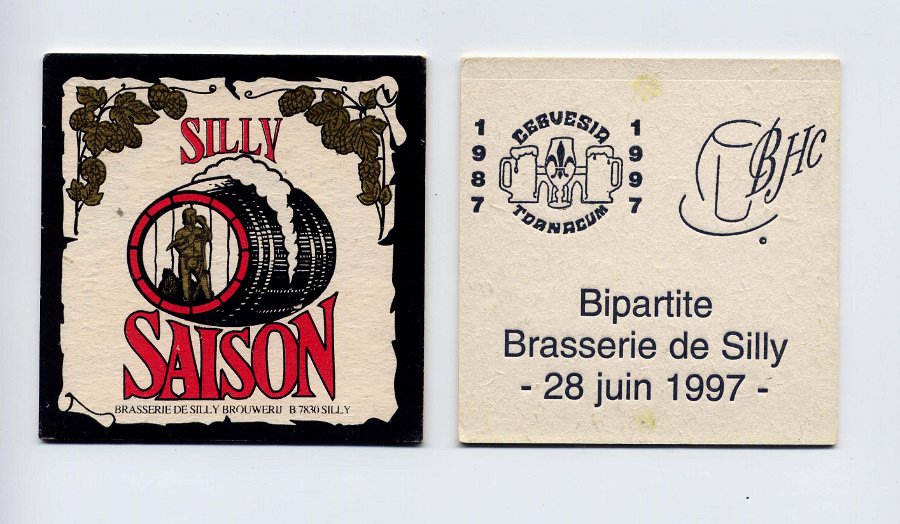 SILLY
SAISON
BRASSERIE DE SILLY BROUWERIJ B 7830 SILLY
1987
CERVESIA
TORNACUM
1997
BHC
Bipartite
Brasserie de Silly
- 28 juin 1997 -